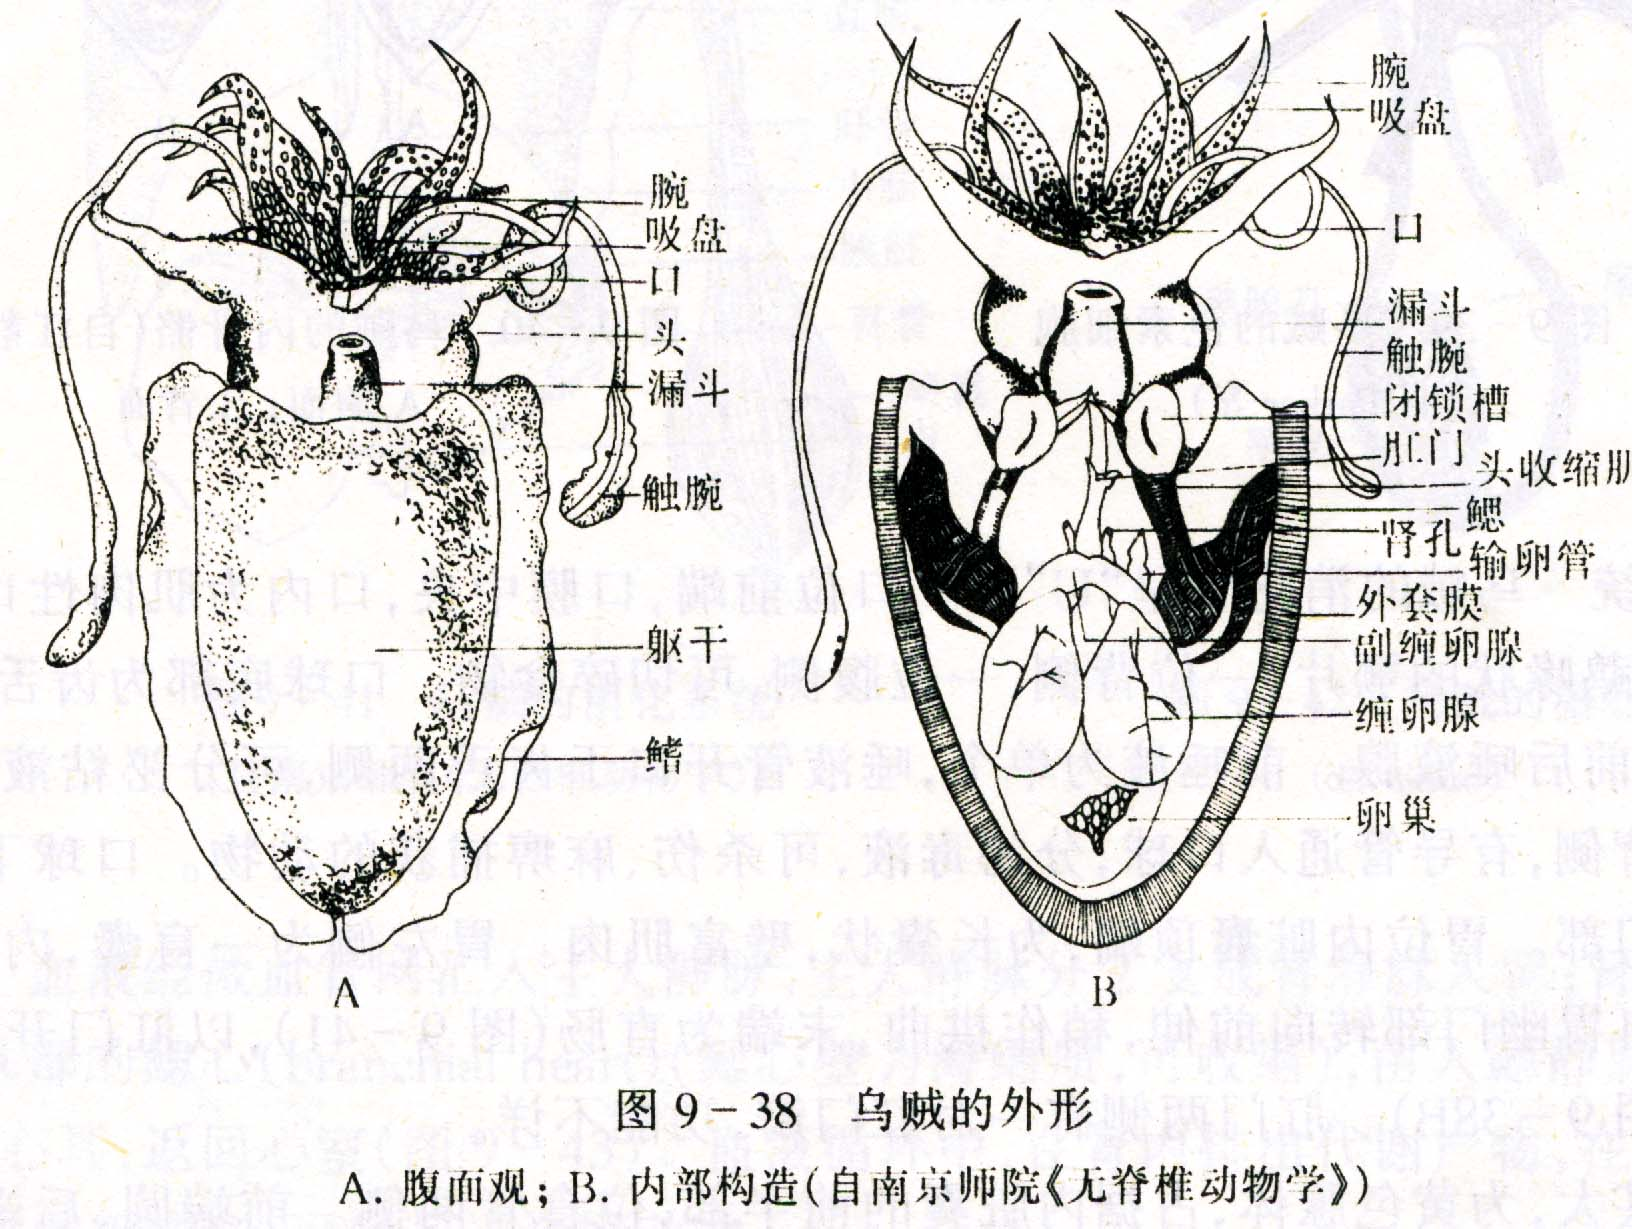 腕
吸盘
口
头
漏斗
触腕
躯干
鳍
A
腕
吸盘
口
漏斗
触腕
闭锁槽
肛门
头收缩肌
鳃
肾孔
输卵管
外套膜
副缠卵腺
缠卵腺
卵巢
B
图 9-38 乌贼的外形
A. 腹面观; B. 内部构造(自南京师院《无脊椎动物学》)